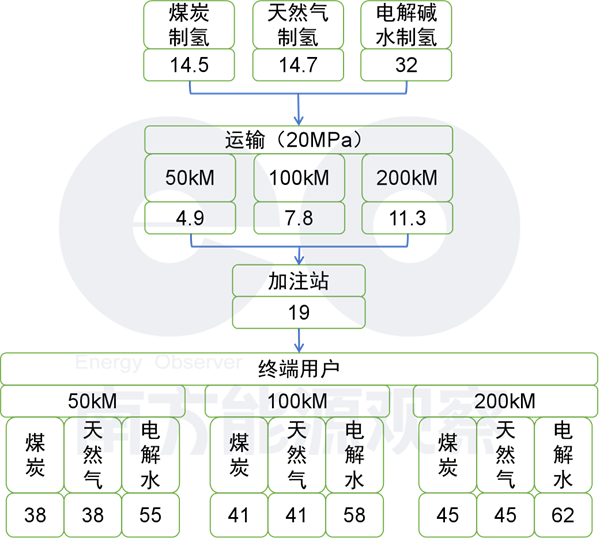 煤炭 天然气 电解碱
制氢 制氢 水制氢
14.5 14.7 32
运输（20MPa）
50kM 100kM 200kM
4.9 7.8 11.3
加注站
19
Energy Observer
南方能源观察
终端用户
50kM 100kM 200kM
煤炭 天然气 电解水 煤炭 天然气 电解水 煤炭 天然气 电解水
38 38 55 41 41 58 45 45 62